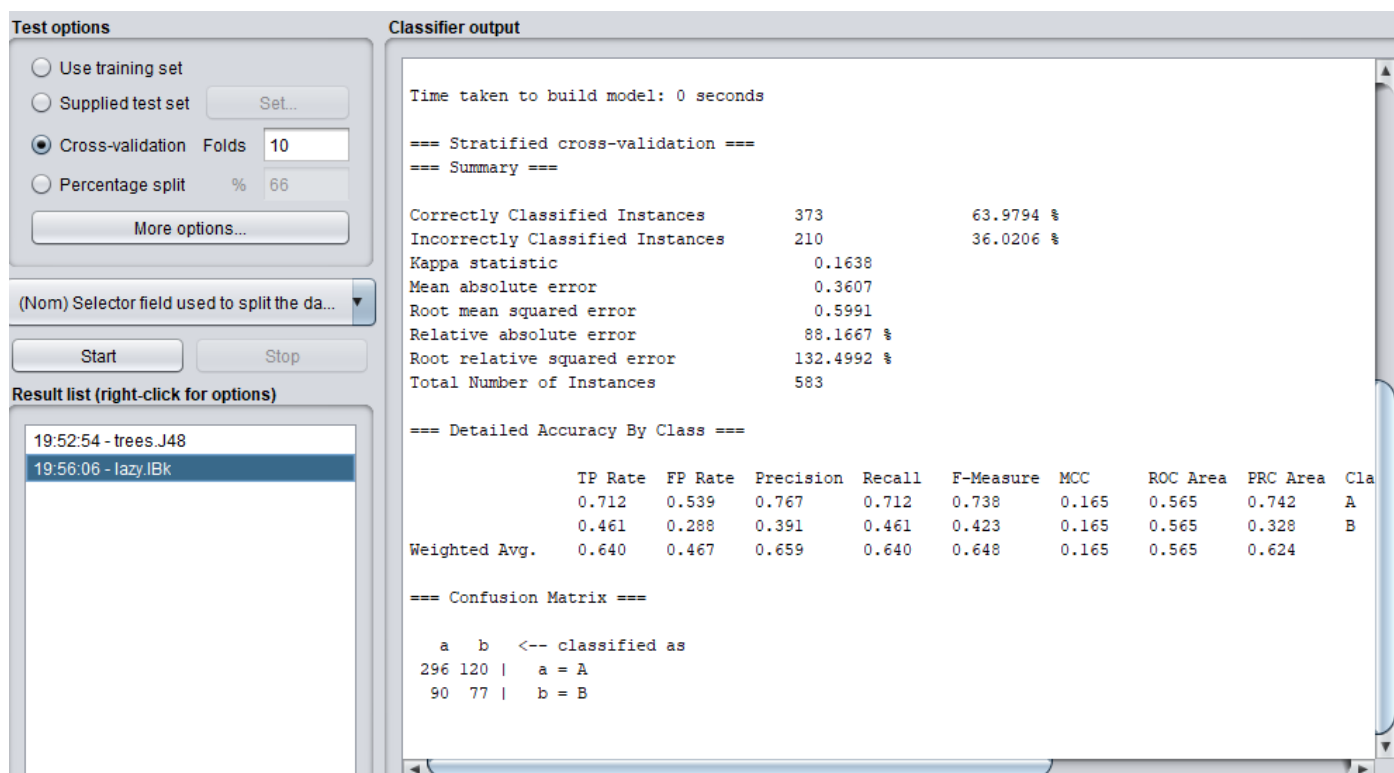 Test options
Use training set
Supplied test set Set...
Cross-validation Folds 10
Percentage split % 66
More options...
(Nom) Selector field used to split the da...
Start Stop
Result list (right-click for options)
19:52:54 - trees.J48
19:56:06 - lazy.IBk
Classifier output
Time taken to build model: 0 seconds
=== Stratified cross-validation ===
=== Summary ===
Correctly Classified Instances 373 63.9794 %
Incorrectly Classified Instances 210 36.0206 %
Kappa statistic 0.1638
Mean absolute error 0.3607
Root mean squared error 0.5991
Relative absolute error 88.1667 %
Root relative squared error 132.4992 %
Total Number of Instances 583
=== Detailed Accuracy By Class ===
TP Rate FP Rate Precision Recall F-Measure MCC ROC Area PRC Area Cla
0.712 0.539 0.767 0.712 0.738 0.165 0.565 0.742 A
0.461 0.288 0.391 0.461 0.423 0.165 0.565 0.328 B
Weighted Avg. 0.640 0.467 0.659 0.640 0.648 0.165 0.565 0.624
=== Confusion Matrix ===
a b <-- classified as
296 120 | a = A
90 77 | b = B